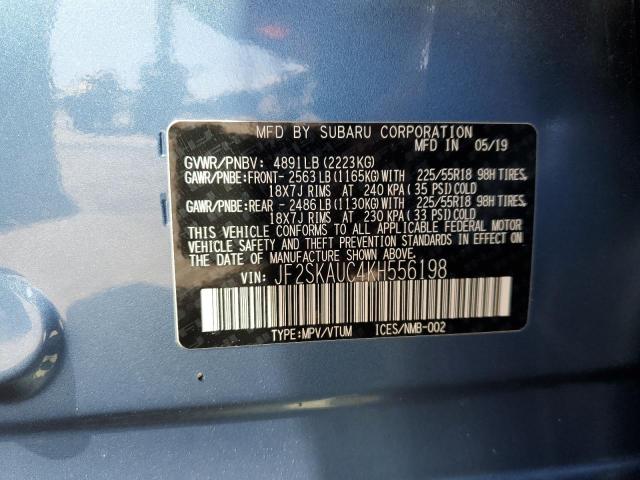 MFD BY SUBARU CORPORATION
MFD IN 05/19
GVWR/PNBV: 4891LB(2223KG)
GAWR/PNBE:FRONT- 2563LB(1165KG)WITH 225/55R18 98H TIRES,
18X7J RIMS AT 240 KPA( 35 PSI)COLD
GAWR/PNBE:REAR - 2486LB(1130KG)WITH 225/55R18 98H TIRES,
18X7J RIMS AT 230 KPA( 33 PSI)COLD
THIS VEHICLE CONFORMS TO ALL APPLICABLE FEDERAL MOTOR
VEHICLE SAFETY AND THEFT PREVENTION STANDARDS IN EFFECT ON THE
DATE OF MANUFACTURE SHOWN ABOVE.
VIN: JF2SKAUC4KH556198
TYPE:MPV/VTUM ICES/NMB-002